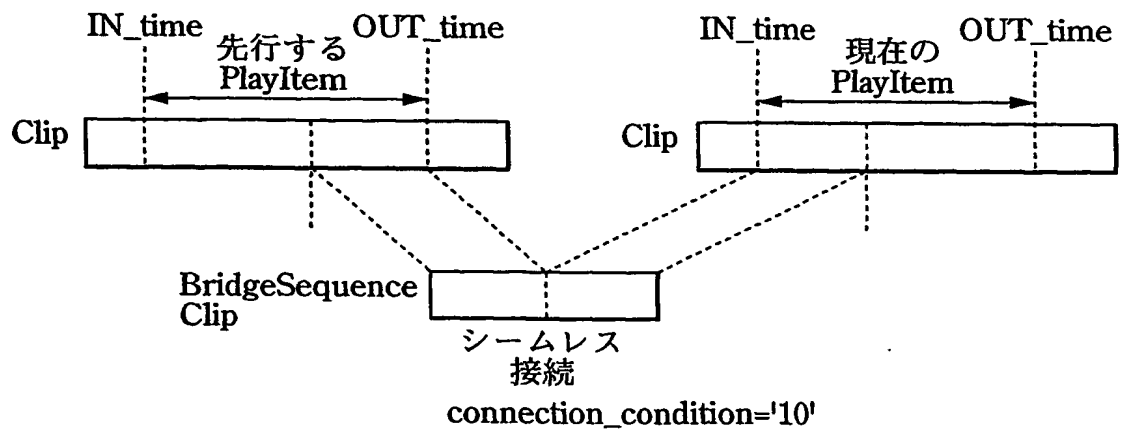 IN_time
先行する
PlayItem
OUT_time
IN_time
現在の
PlayItem
OUT_time
Clip
Clip
BridgeSequence
Clip
シームレス
接続
connection_condition='10'